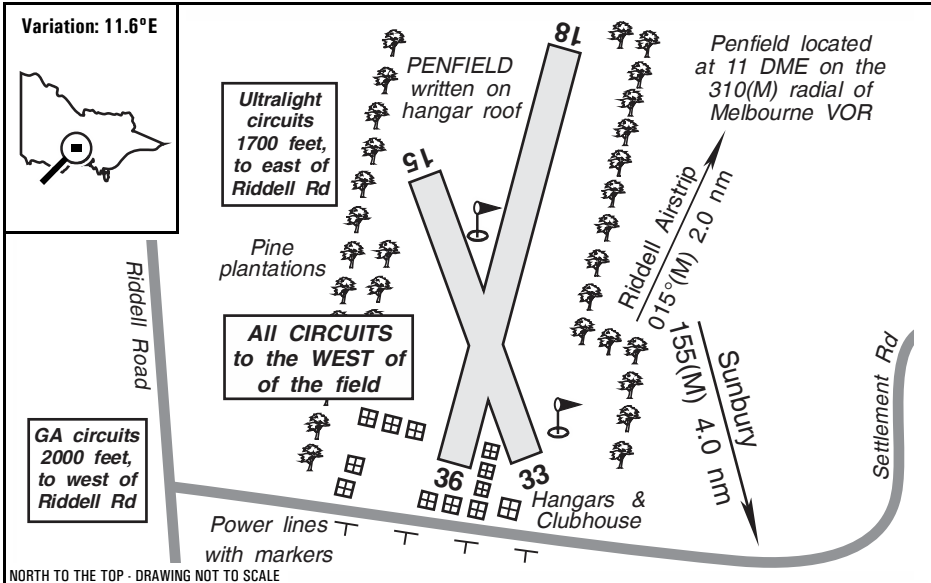 Variation: 11.6ºE
18
PENFIELD
written on
hangar roof
Penfield located
at 11 DME on the
310(M) radial of
Melbourne VOR
Ultralight
circuits
1700 feet,
to east of
Riddell Rd
15
Riddell Airstrip
015°(M) 2.0 nm
Pine
plantations
Riddell Road
All CIRCUITS
to the WEST of
of the field
Sunbury
155(M) 4.0 nm
Settlement Rd
GA circuits
2000 feet,
to west of
Riddell Rd
36
33
Hangars &
Clubhouse
Power lines
with markers
NORTH TO THE TOP - DRAWING NOT TO SCALE